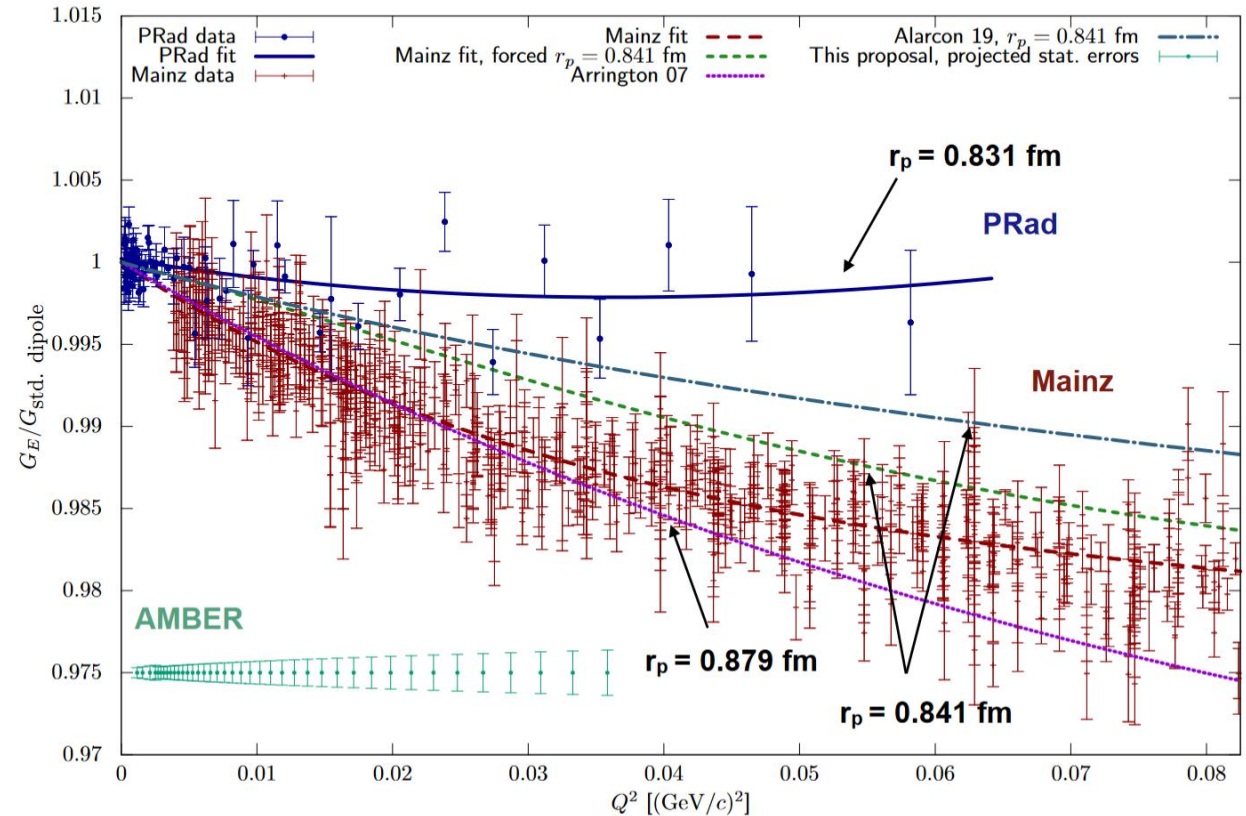 1.015
1.01
1.005
1
0.995
0.99
0.985
0.98
0.975
0.97
G_E/G_std. dipole
PRad data
PRad fit
Mainz data
Mainz fit
Mainz fit, forced r_p = 0.841 fm
Arrington 07
Alarcon 19, r_p = 0.841 fm
This proposal, projected stat. errors
r_p = 0.831 fm
PRad
Mainz
AMBER
r_p = 0.879 fm
r_p = 0.841 fm
0 0.01 0.02 0.03 0.04 0.05 0.06 0.07 0.08
Q² [(GeV/c)²]